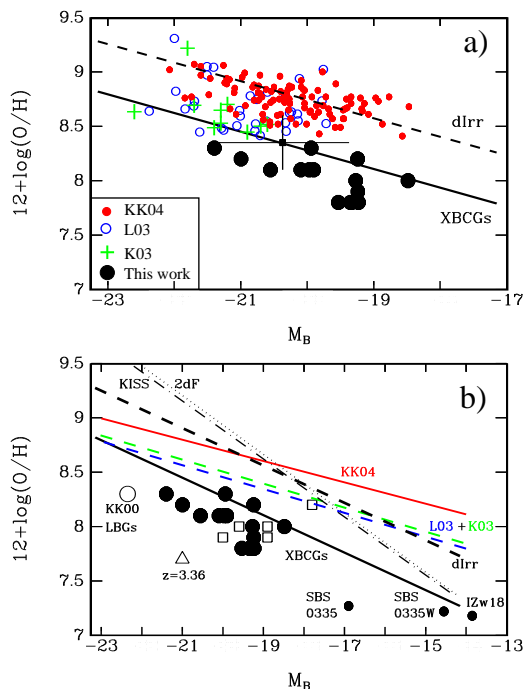 a)
9.5
9
8.5
8
7.5
7
12+log(O/H)
dIrr
XBCGs
KK04
L03
K03
This work
-23
-21
-19
-17
M_B
b)
9.5
9
8.5
8
7.5
7
12+log(O/H)
KISS
2dF
KK04
KK00
LBGs
L03 + K03
dIrr
XBCGs
z=3.36
SBS
0335
SBS
0335W
IZw18
-23
-21
-19
-17
-15
-13
M_B